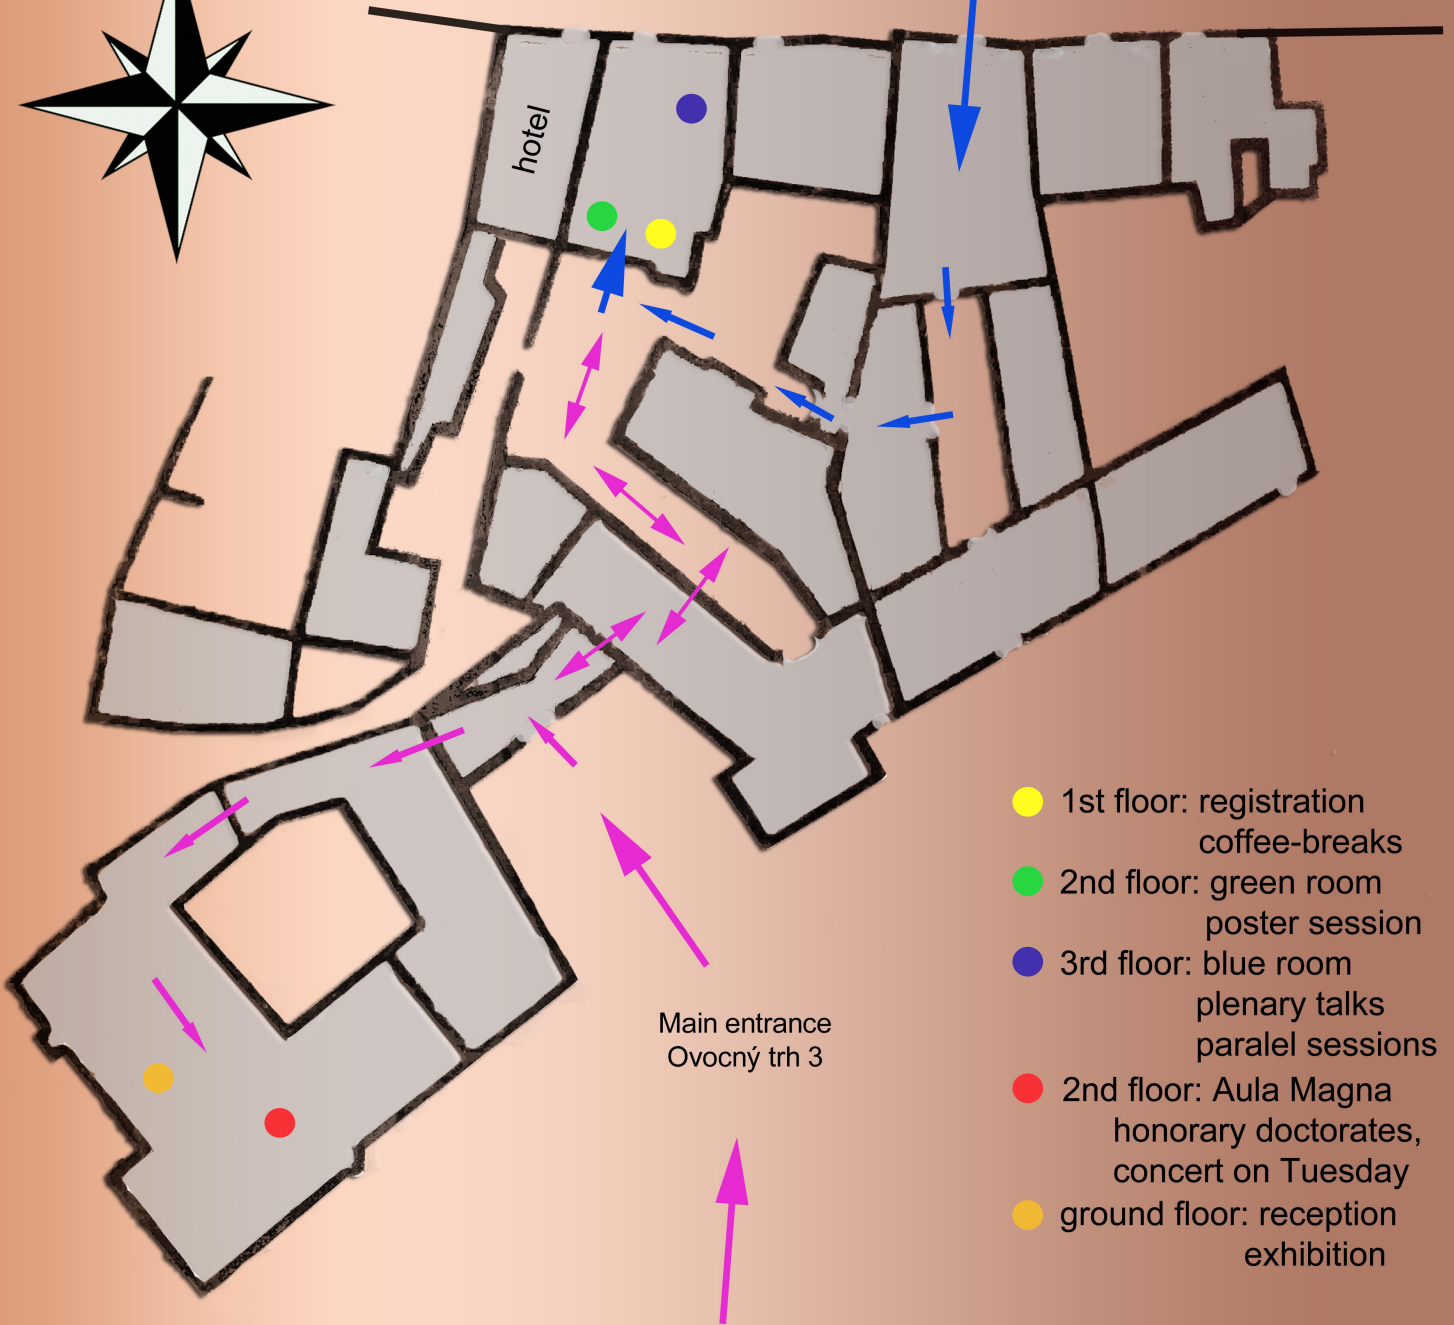 hotel
1st floor: registration
coffee-breaks
2nd floor: green room
poster session
3rd floor: blue room
plenary talks
paralel sessions
Main entrance
Ovocný trh 3
2nd floor: Aula Magna
honorary doctorates,
concert on Tuesday
ground floor: reception
exhibition